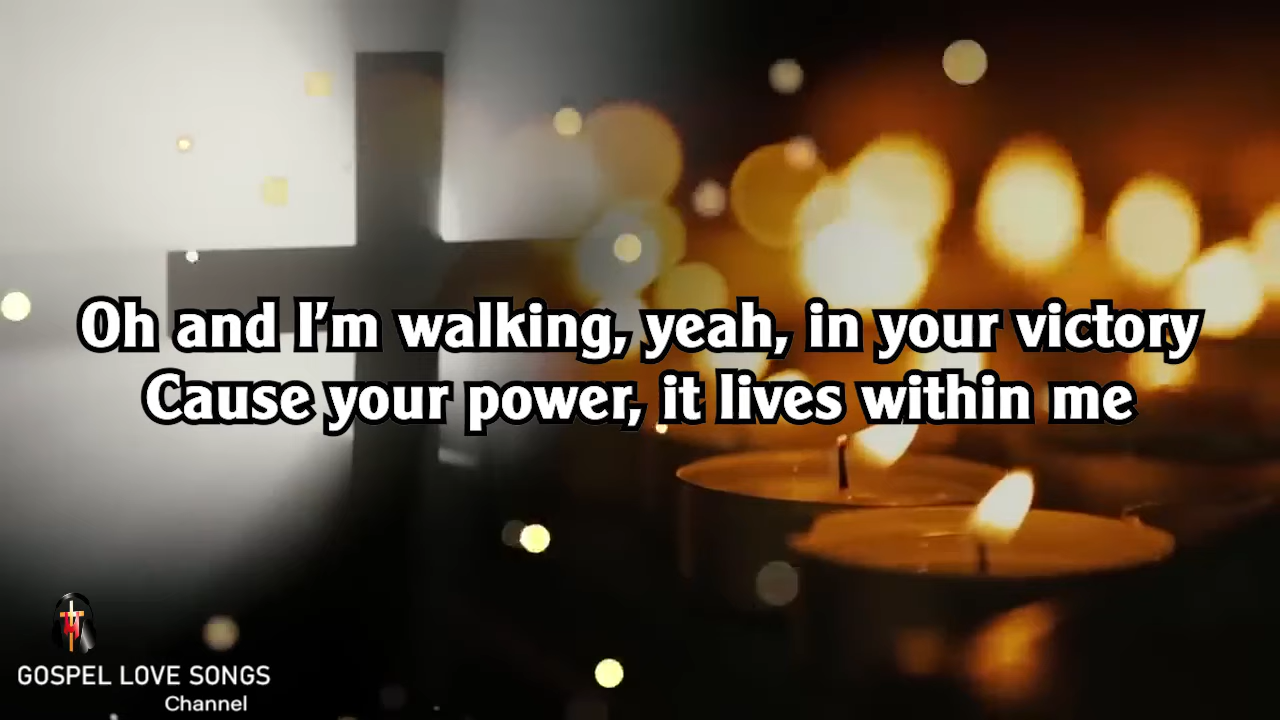 Oh and I'm walking, yeah, in your victory
Cause your power, it lives within me
GOSPEL LOVE SONGS
Channel